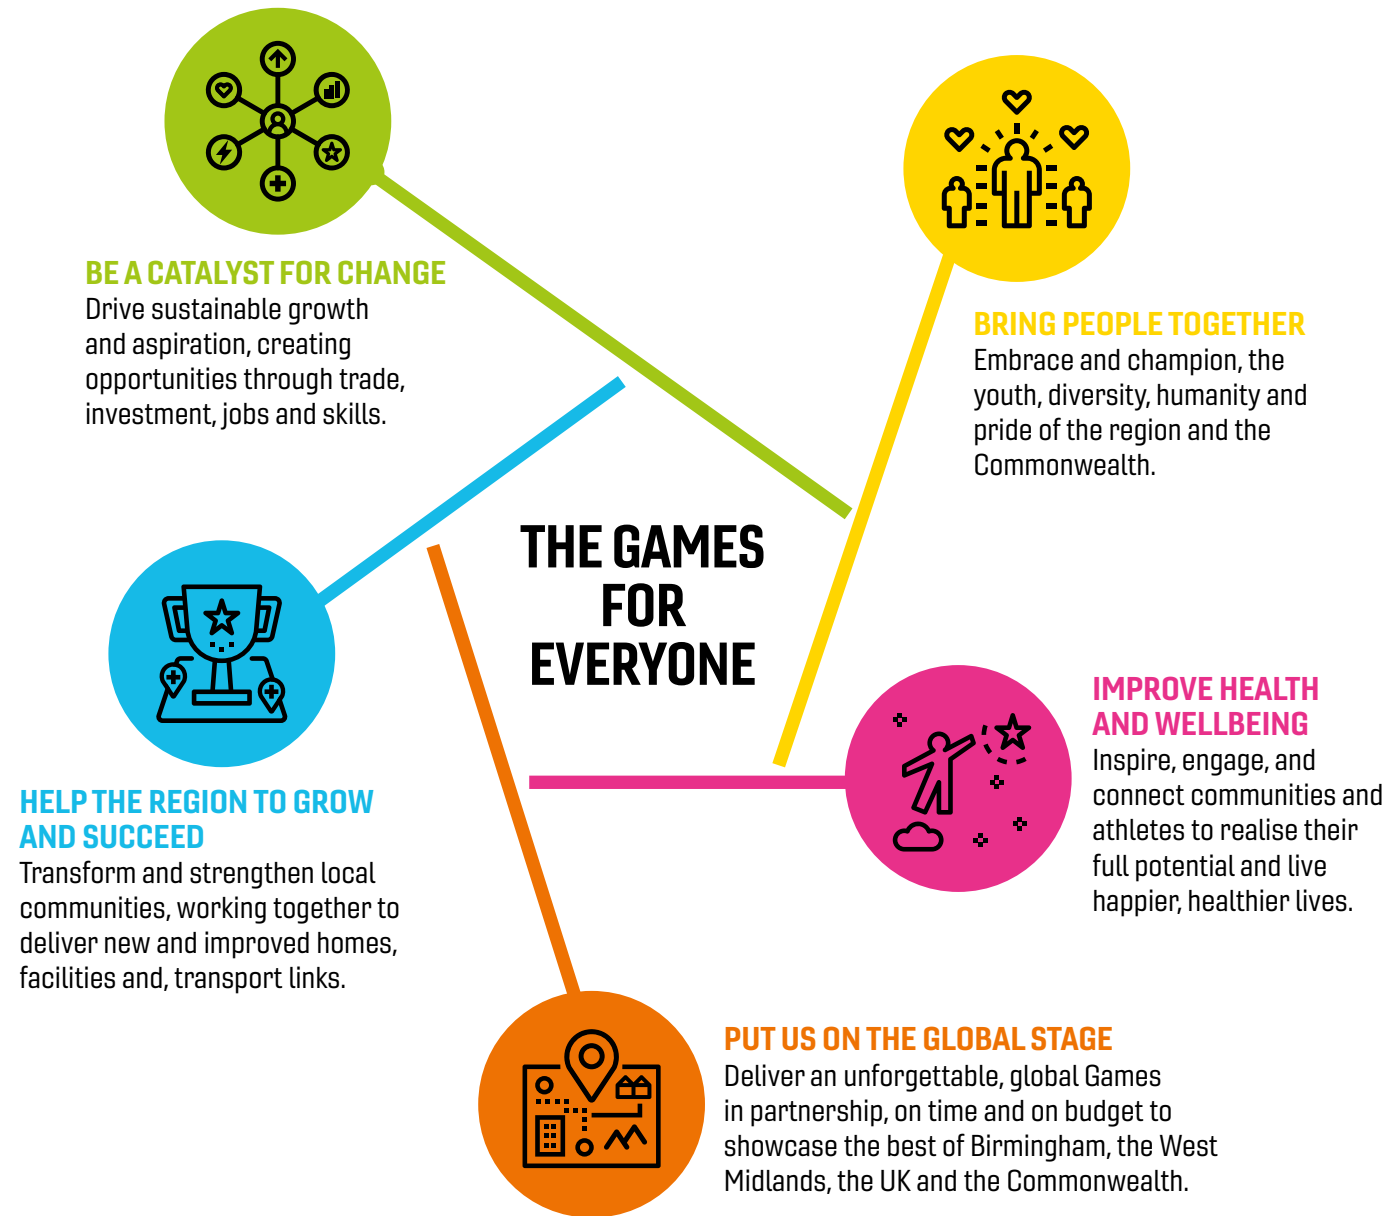 BE A CATALYST FOR CHANGE
Drive sustainable growth
and aspiration, creating
opportunities through trade,
investment, jobs and skills.
BRING PEOPLE TOGETHER
Embrace and champion, the
youth, diversity, humanity and
pride of the region and the
Commonwealth.
THE GAMES
FOR
EVERYONE
IMPROVE HEALTH
AND WELLBEING
Inspire, engage, and
connect communities and
athletes to realise their
full potential and live
happier, healthier lives.
HELP THE REGION TO GROW
AND SUCCEED
Transform and strengthen local
communities, working together to
deliver new and improved homes,
facilities and, transport links.
PUT US ON THE GLOBAL STAGE
Deliver an unforgettable, global Games
in partnership, on time and on budget to
showcase the best of Birmingham, the West
Midlands, the UK and the Commonwealth.